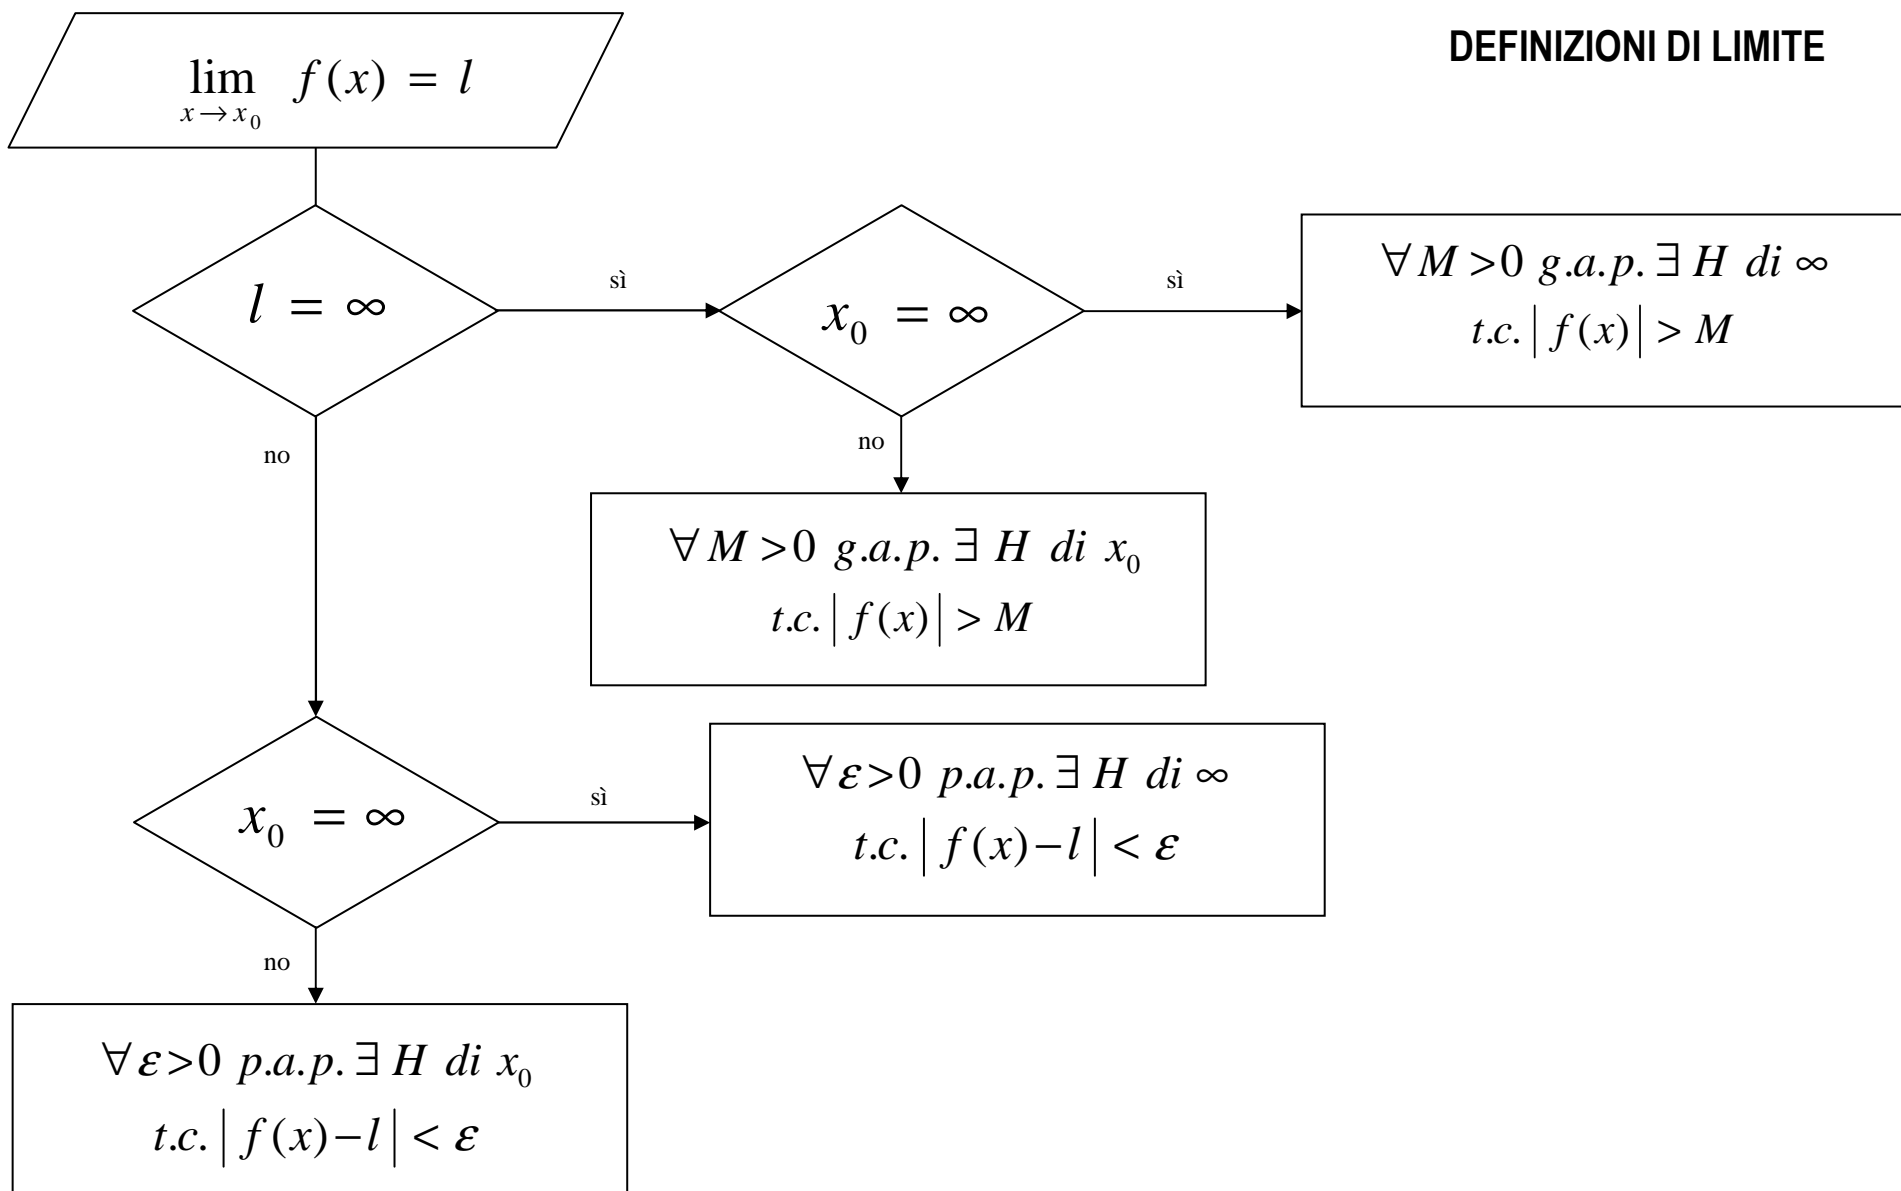 DEFINIZIONI DI LIMITE
lim f(x) = l
x→x₀
l = ∞
sì
x₀ = ∞
sì
∀M >0 g.a.p. ∃ H di ∞
t.c.| f(x)| > M
no
no
∀M >0 g.a.p. ∃ H di x₀
t.c.| f(x)| > M
x₀ = ∞
sì
∀ε>0 p.a.p. ∃ H di ∞
t.c.| f(x)−l | < ε
no
∀ε>0 p.a.p. ∃ H di x₀
t.c.| f(x)−l | < ε